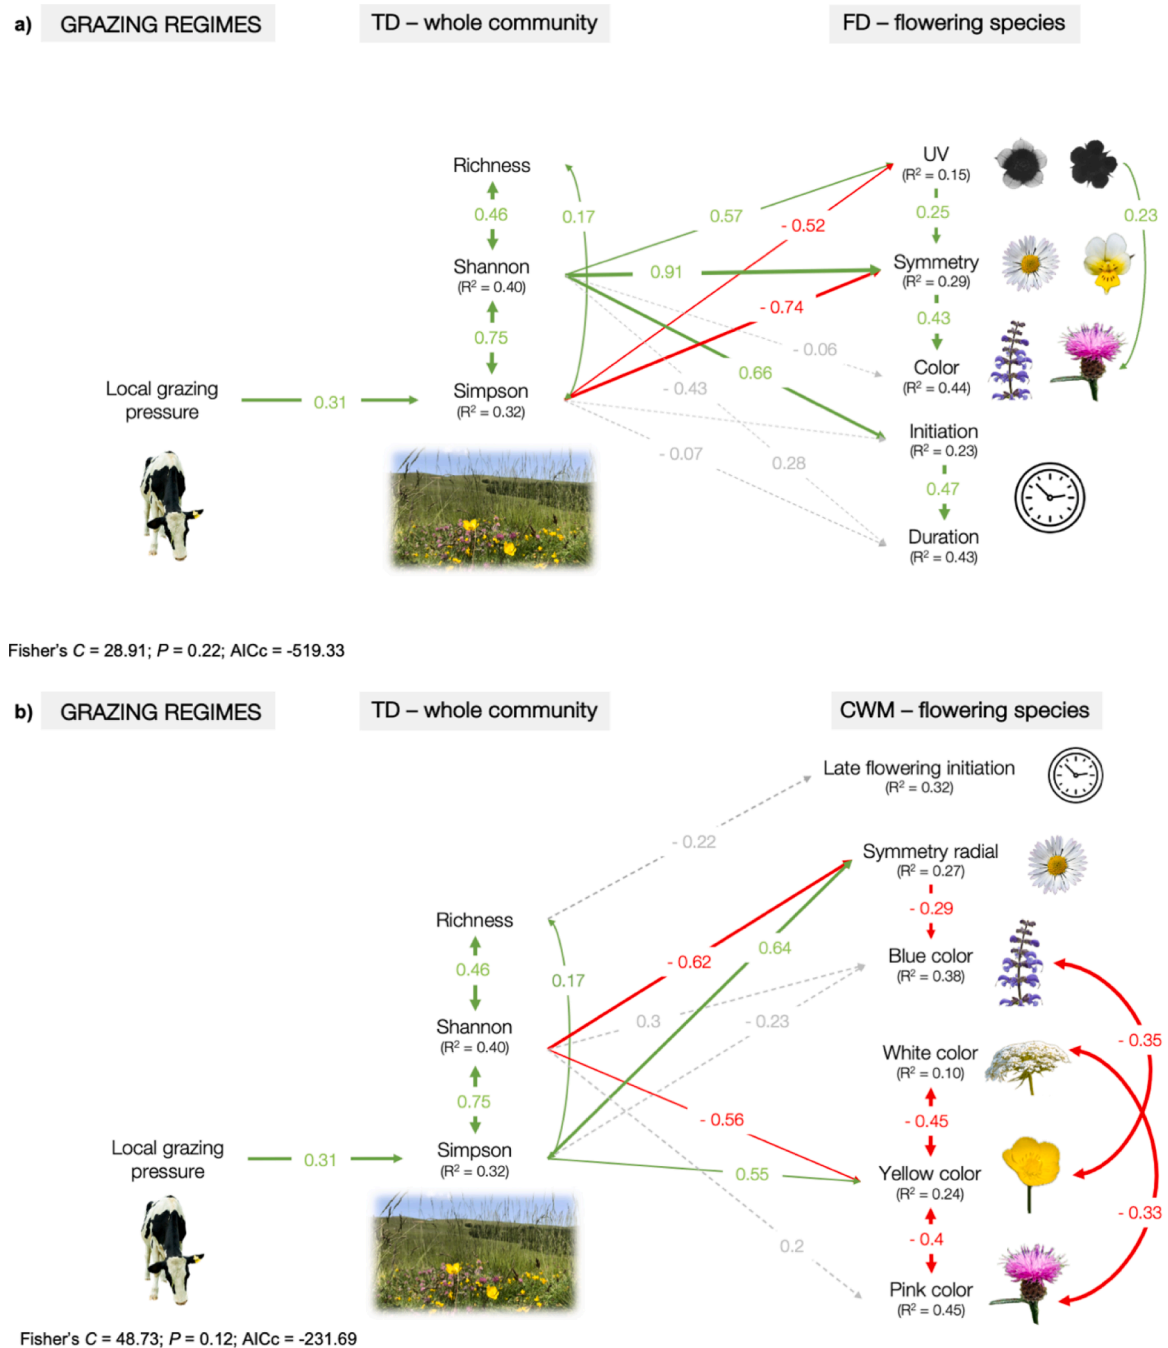 a)
GRAZING REGIMES
TD – whole community
FD – flowering species
UV
(R² = 0.15)
Richness
0.46
0.17
0.57
- 0.52
0.25
0.23
Shannon
(R² = 0.40)
0.91
Symmetry
(R² = 0.29)
- 0.74
0.43
0.75
- 0.06
0.66
Color
(R² = 0.44)
Local grazing
pressure
0.31
Simpson
(R² = 0.32)
- 0.43
Initiation
(R² = 0.23)
- 0.07
0.28
0.47
Duration
(R² = 0.43)
Fisher's C = 28.91; P = 0.22; AICc = -519.33
b)
GRAZING REGIMES
TD – whole community
CWM – flowering species
Late flowering initiation
(R² = 0.32)
- 0.22
Symmetry radial
(R² = 0.27)
- 0.29
Richness
0.46
0.17
- 0.62
0.64
Blue color
(R² = 0.38)
Shannon
(R² = 0.40)
0.3
- 0.23
- 0.35
White color
(R² = 0.10)
0.75
- 0.56
- 0.45
Local grazing
pressure
0.31
Simpson
(R² = 0.32)
0.55
Yellow color
(R² = 0.24)
- 0.33
0.2
- 0.4
Pink color
(R² = 0.45)
Fisher's C = 48.73; P = 0.12; AICc = -231.69